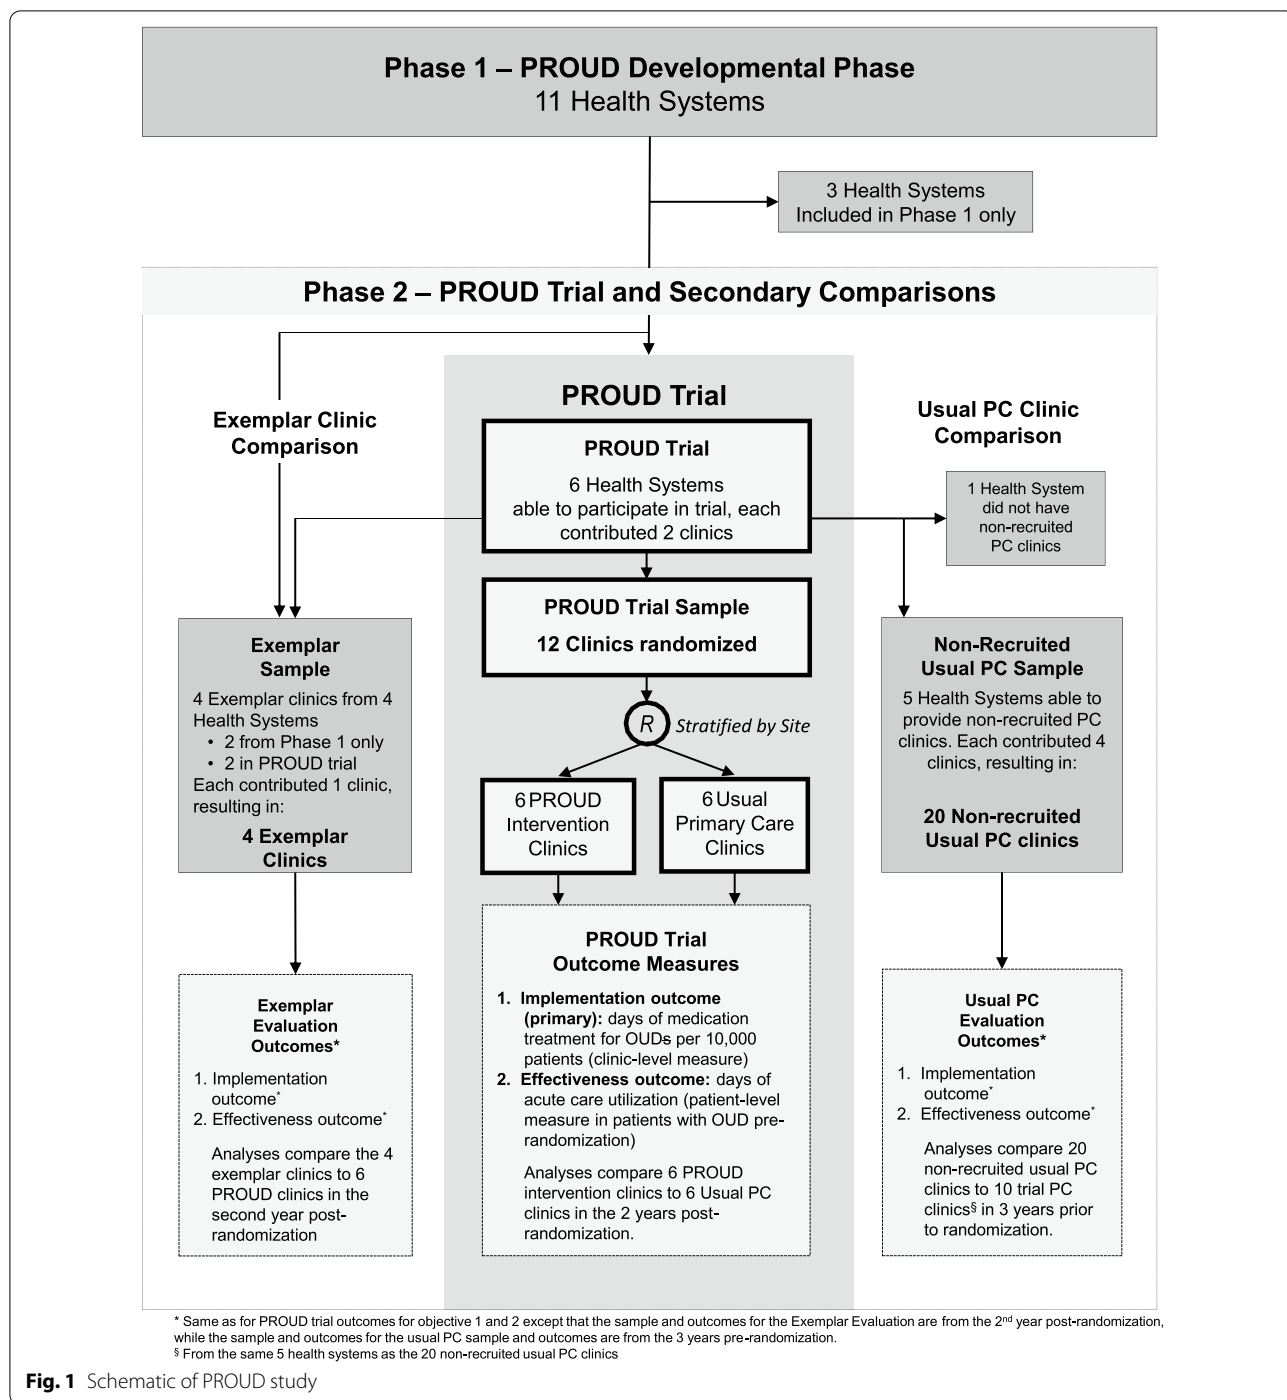 Phase 1 – PROUD Developmental Phase
11 Health Systems
3 Health Systems
Included in Phase 1 only
Phase 2 – PROUD Trial and Secondary Comparisons
Exemplar Clinic
Comparison
PROUD Trial
Usual PC Clinic
Comparison
PROUD Trial
6 Health Systems
able to participate in trial, each
contributed 2 clinics
1 Health System
did not have
non-recruited
PC clinics
PROUD Trial Sample
12 Clinics randomized
Exemplar
Sample
4 Exemplar clinics from 4
Health Systems
• 2 from Phase 1 only
• 2 in PROUD trial
Each contributed 1 clinic,
resulting in:
4 Exemplar
Clinics
R
Stratified by Site
6 PROUD
Intervention
Clinics
6 Usual
Primary Care
Clinics
Non-Recruited
Usual PC Sample
5 Health Systems able to
provide non-recruited PC
clinics. Each contributed 4
clinics, resulting in:
20 Non-recruited
Usual PC clinics
Exemplar
Evaluation
Outcomes*
1. Implementation
outcome*
2. Effectiveness outcome*
Analyses compare the 4
exemplar clinics to 6
PROUD clinics in the
second year post-
randomization
PROUD Trial
Outcome Measures
1. Implementation outcome
(primary): days of medication
treatment for OUDs per 10,000
patients (clinic-level measure)
2. Effectiveness outcome: days of
acute care utilization (patient-level
measure in patients with OUD pre-
randomization)
Analyses compare 6 PROUD
intervention clinics to 6 Usual PC
clinics in the 2 years post-
randomization.
Usual PC
Evaluation
Outcomes*
1. Implementation
outcome*
2. Effectiveness outcome*
Analyses compare 20
non-recruited usual PC
clinics to 10 trial PC
clinics§ in 3 years prior
to randomization.
* Same as for PROUD trial outcomes for objective 1 and 2 except that the sample and outcomes for the Exemplar Evaluation are from the 2nd year post-randomization,
while the sample and outcomes for the usual PC sample and outcomes are from the 3 years pre-randomization.
§ From the same 5 health systems as the 20 non-recruited usual PC clinics
Fig. 1 Schematic of PROUD study